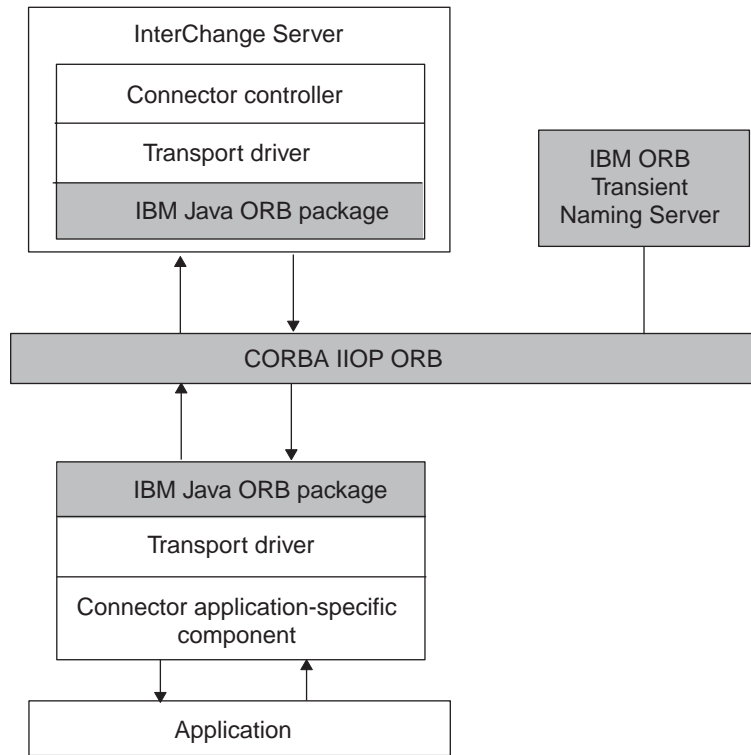 InterChange Server
Connector controller
Transport driver
IBM Java ORB package
IBM ORB
Transient
Naming Server
CORBA IIOP ORB
IBM Java ORB package
Transport driver
Connector application-specific
component
Application